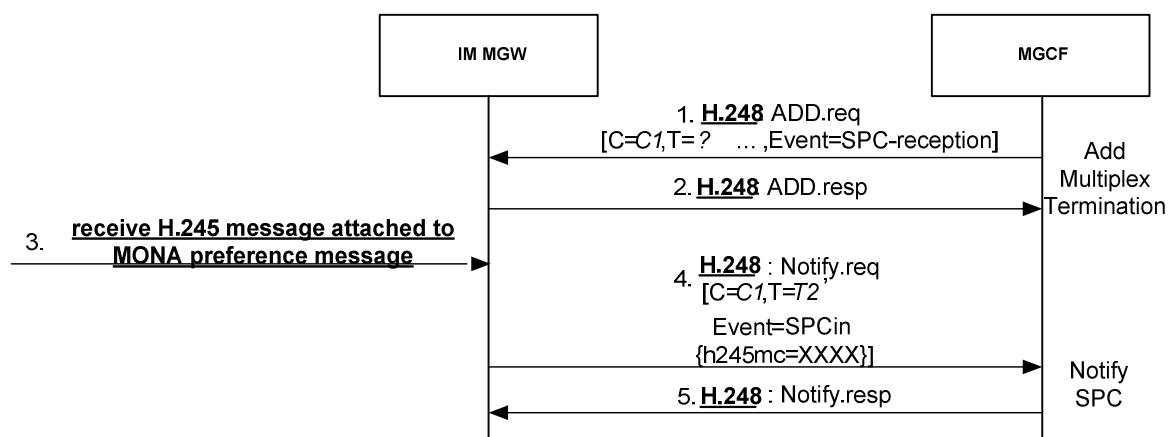 IM MGW
MGCF
1. H.248: ADD.req
[C=C1,T=? ... ,Event=SPC-reception]
Add
Multiplex
Termination
2. H.248: ADD.resp
3. receive H.245 message attached to
MONA preference message
4. H.248 : Notify.req
[C=C1,T=T2,
Event=SPCin
{h245mc=XXXX}]
Notify
SPC
5. H.248 : Notify.resp